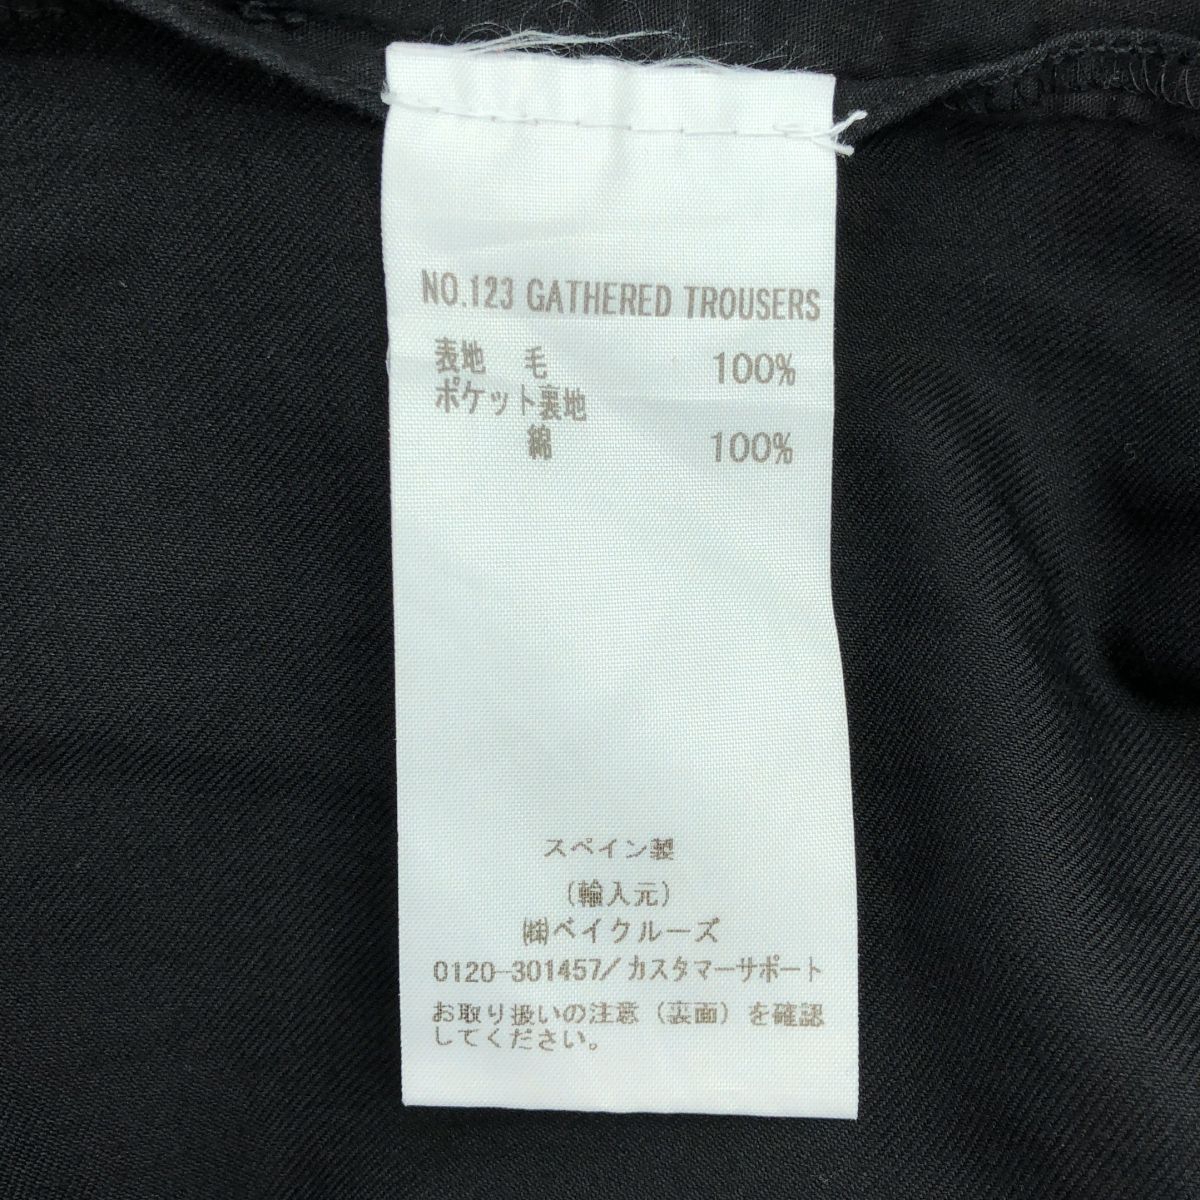 NO.123 GATHERED TROUSERS
表地 毛 100%
ポケット裏地
綿 100%
スペイン製
(輸入元)
㈱ベイクルーズ
0120-301457/カスタマーサポート
お取り扱いの注意(裏面)を確認
してください。